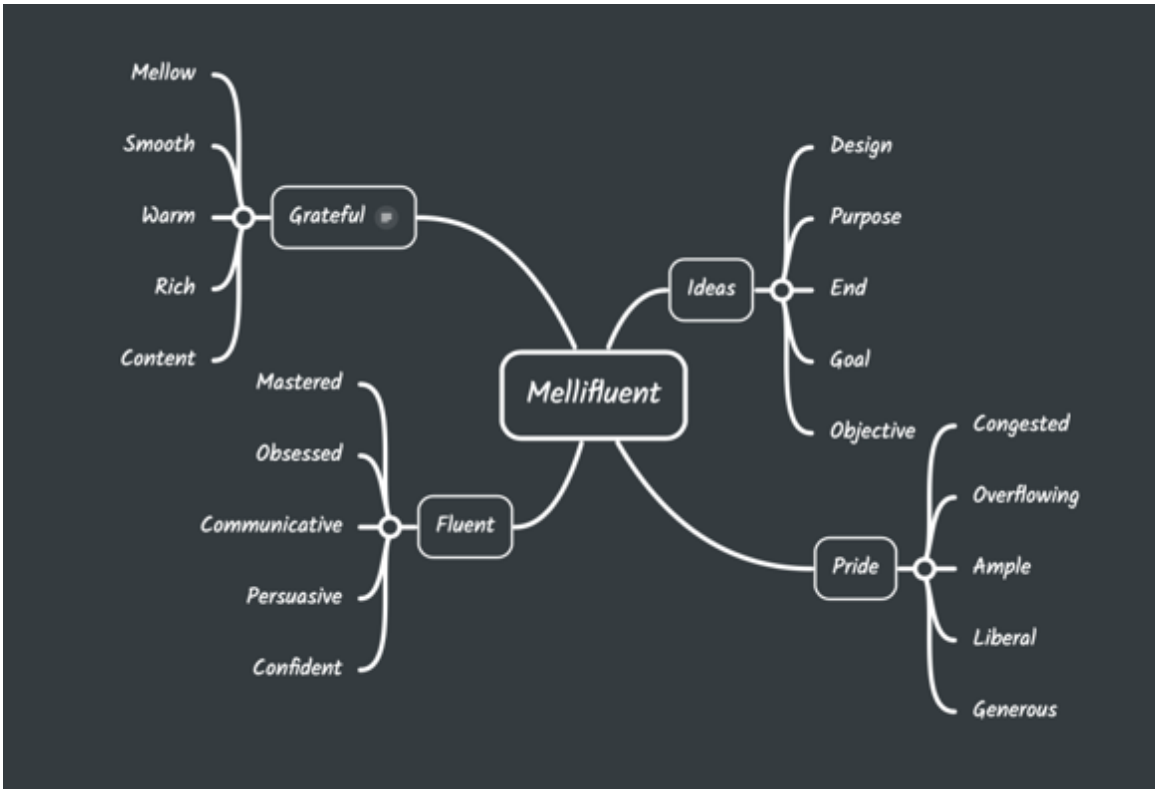 Mellifluent
Grateful
Mellow
Smooth
Warm
Rich
Content
Fluent
Mastered
Obsessed
Communicative
Persuasive
Confident
Ideas
Design
Purpose
End
Goal
Objective
Pride
Congested
Overflowing
Ample
Liberal
Generous